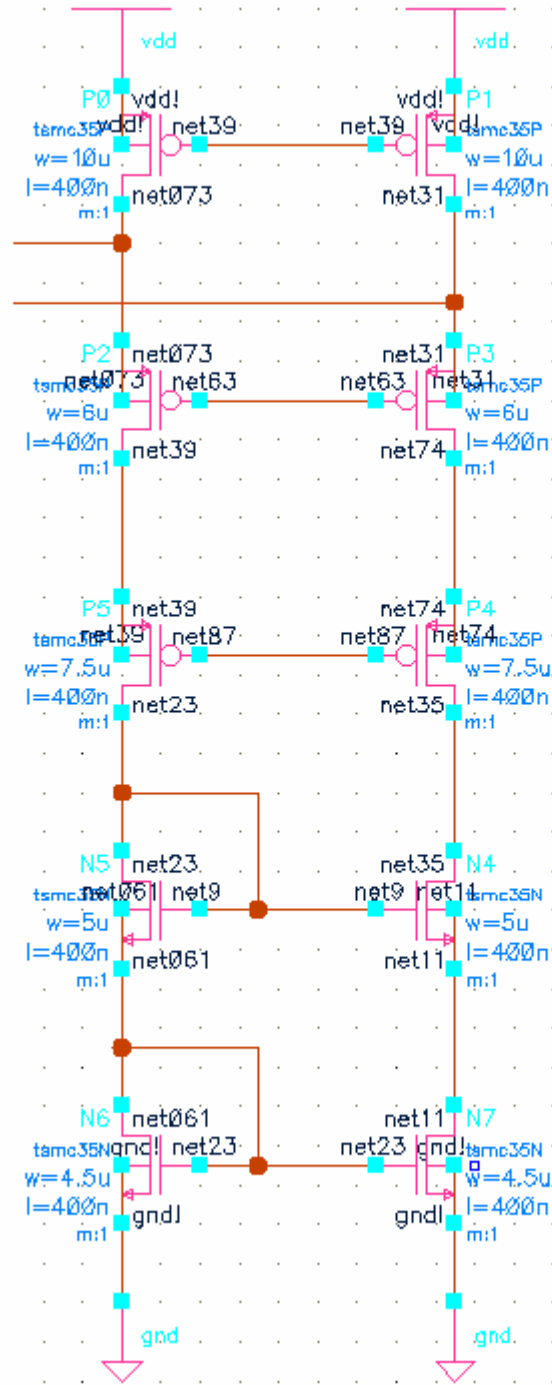 vdd vdd
P0 vdd! vdd! P1
tsmc35P vdd! net39 net39 vdd! tsmc35P
w=10u w=10u
l=400n net073 net31 l=400n
m:1 m:1
P2 net073 net31 P3
tsmc35P net073 net63 net63 net31 tsmc35P
w=6u w=6u
l=400n net39 net74 l=400n
m:1 m:1
P5 net39 net74 P4
tsmc35P net39 net87 net87 net74 tsmc35P
w=7.5u w=7.5u
l=400n net23 net35 l=400n
m:1 m:1
N5 net23 net35 N4
tsmc35N net061 net9 net9 net11 tsmc35N
w=5u w=5u
l=400n net061 net11 l=400n
m:1 m:1
N6 net061 net11 N7
tsmc35N gnd! net23 net23 gnd! tsmc35N
w=4.5u w=4.5u
l=400n gnd! gnd! l=400n
m:1 m:1
gnd gnd